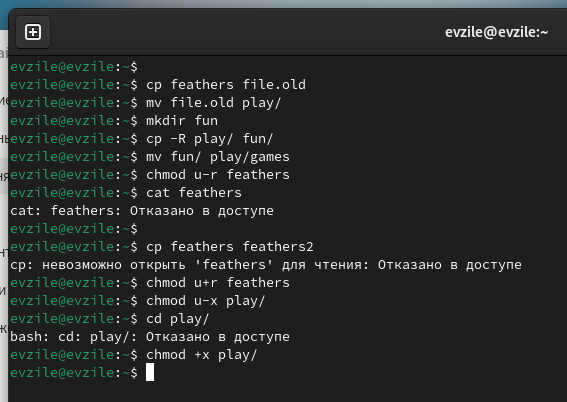 evzile@evzile:~
evzile@evzile:~$
evzile@evzile:~$ cp feathers file.old
evzile@evzile:~$ mv file.old play/
evzile@evzile:~$ mkdir fun
evzile@evzile:~$ cp -R play/ fun/
evzile@evzile:~$ mv fun/ play/games
evzile@evzile:~$ chmod u-r feathers
evzile@evzile:~$ cat feathers
cat: feathers: Отказано в доступе
evzile@evzile:~$
evzile@evzile:~$ cp feathers feathers2
cp: невозможно открыть 'feathers' для чтения: Отказано в доступе
evzile@evzile:~$ chmod u+r feathers
evzile@evzile:~$ chmod u-x play/
evzile@evzile:~$ cd play/
bash: cd: play/: Отказано в доступе
evzile@evzile:~$ chmod +x play/
evzile@evzile:~$